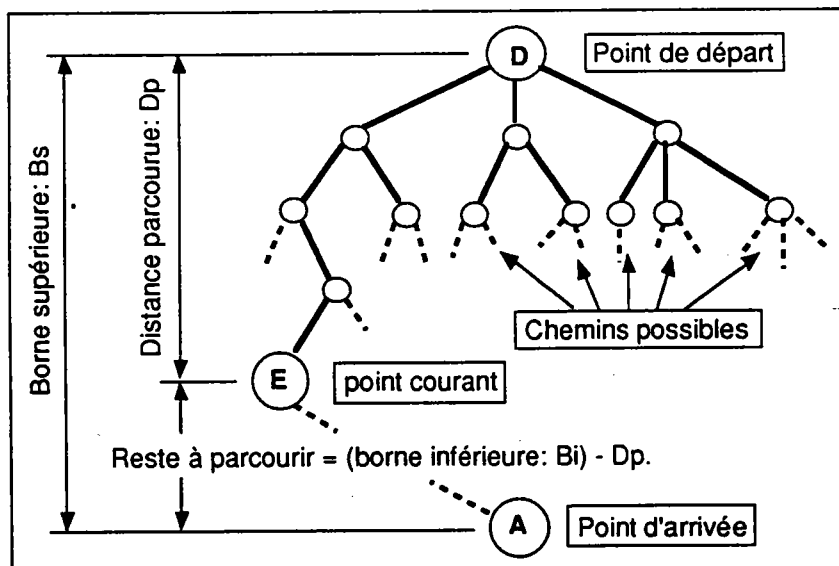 D
Point de départ
Borne supérieure: Bs
Distance parcourue: Dp
Chemins possibles
E
point courant
Reste à parcourir = (borne inférieure: Bi) - Dp.
A
Point d'arrivée